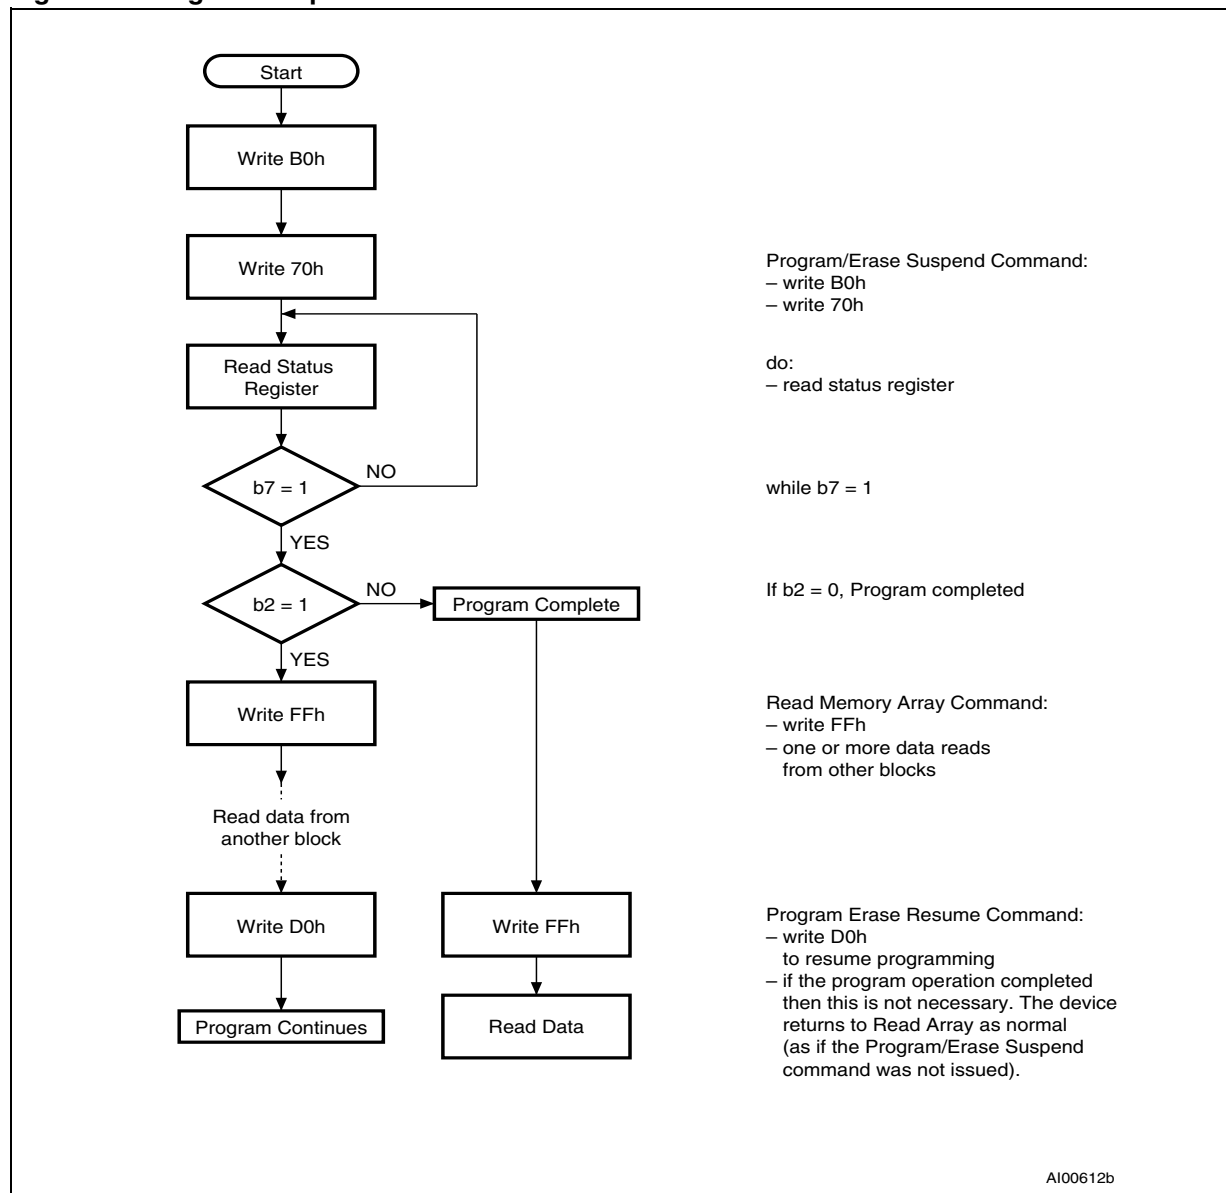 Start
Write B0h
Write 70h
Read Status
Register
b7 = 1
NO
YES
b2 = 1
NO
Program Complete
YES
Write FFh
Read data from
another block
Write D0h
Write FFh
Program Continues
Read Data
Program/Erase Suspend Command:
– write B0h
– write 70h
do:
– read status register
while b7 = 1
If b2 = 0, Program completed
Read Memory Array Command:
– write FFh
– one or more data reads
from other blocks
Program Erase Resume Command:
– write D0h
to resume programming
– if the program operation completed
then this is not necessary. The device
returns to Read Array as normal
(as if the Program/Erase Suspend
command was not issued).
AI00612b